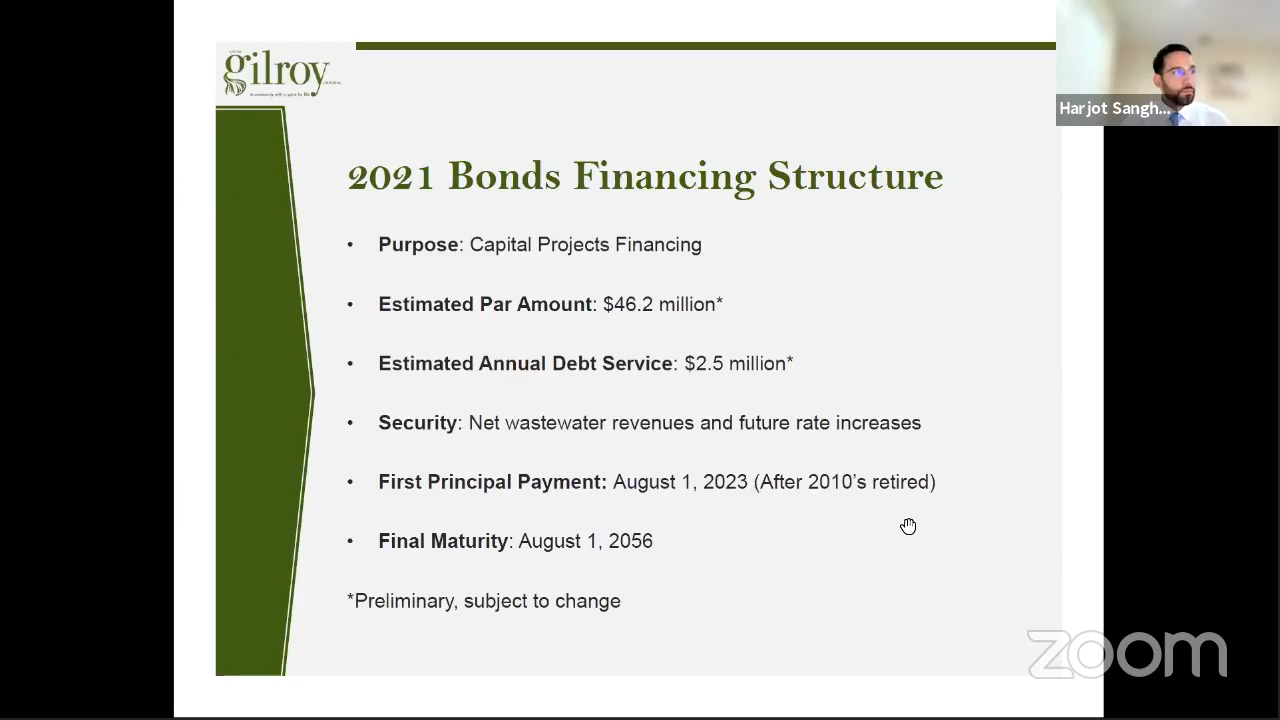 gilroy
Harjot Sangh...
2021 Bonds Financing Structure
• Purpose: Capital Projects Financing
• Estimated Par Amount: $46.2 million*
• Estimated Annual Debt Service: $2.5 million*
• Security: Net wastewater revenues and future rate increases
• First Principal Payment: August 1, 2023 (After 2010’s retired)
• Final Maturity: August 1, 2056
*Preliminary, subject to change
zoom